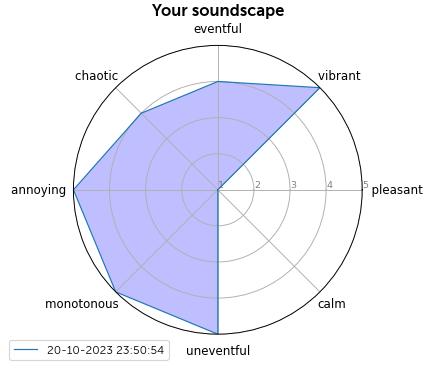 Your soundscape
eventful
chaotic
vibrant
annoying
1
2
3
4
5
pleasant
monotonous
calm
uneventful
20-10-2023 23:50:54